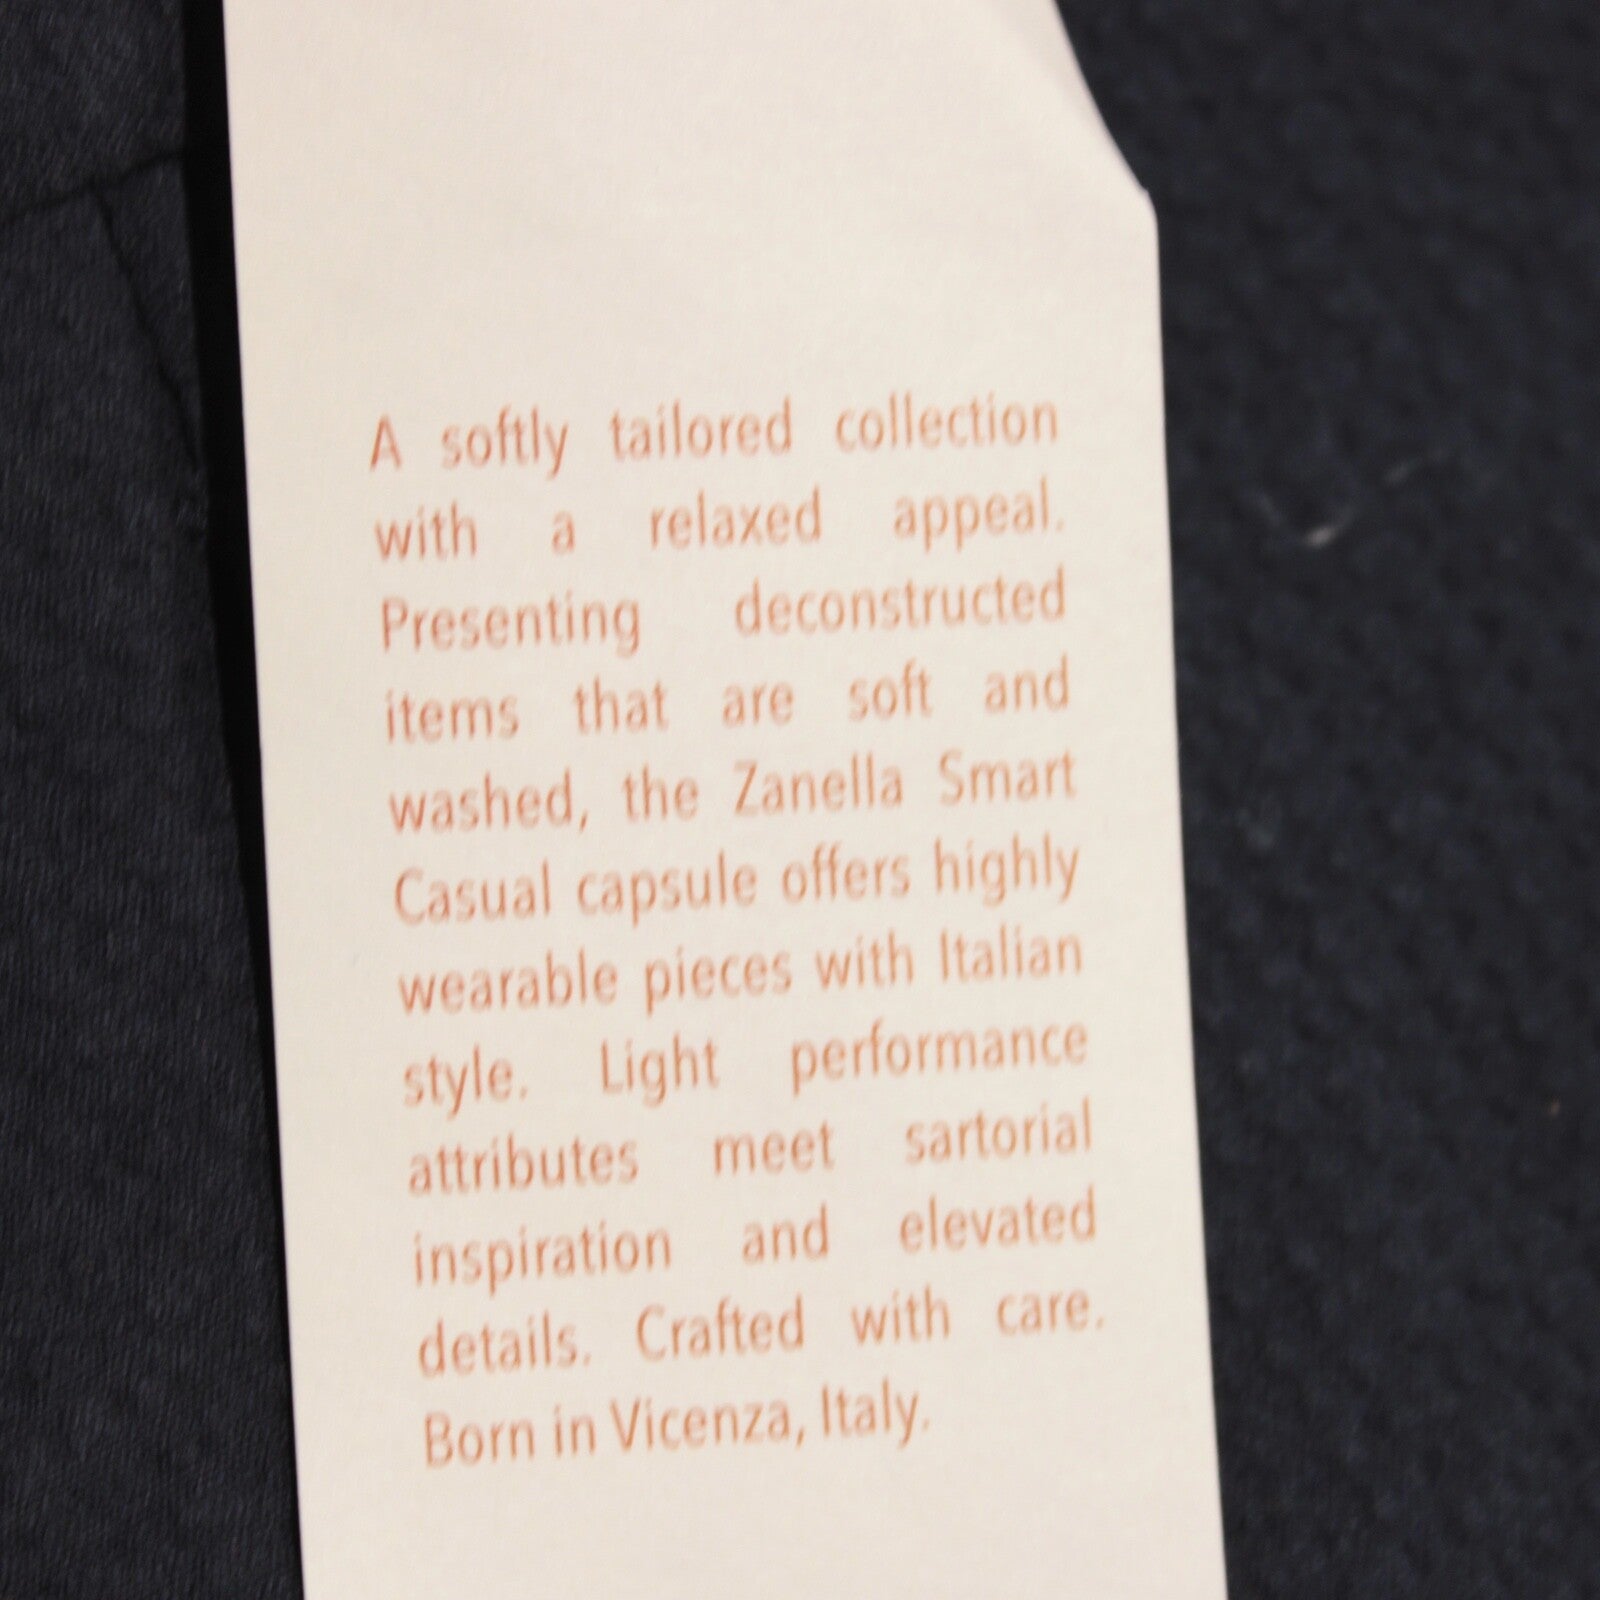 A softly tailored collection
with a relaxed appeal.
Presenting deconstructed
items that are soft and
washed, the Zanella Smart
Casual capsule offers highly
wearable pieces with Italian
style. Light performance
attributes meet sartorial
inspiration and elevated
details. Crafted with care.
Born in Vicenza, Italy.